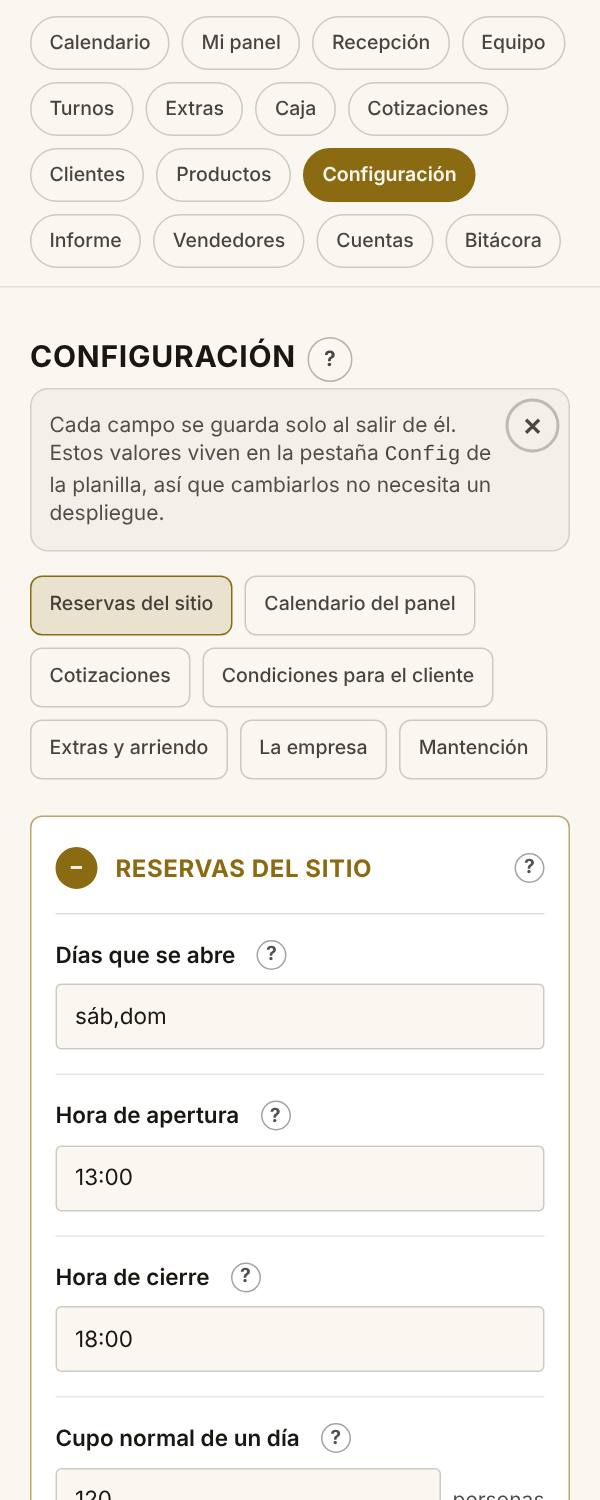 Calendario Mi panel Recepción Equipo
Turnos Extras Caja Cotizaciones
Clientes Productos Configuración
Informe Vendedores Cuentas Bitácora
CONFIGURACIÓN ?
Cada campo se guarda solo al salir de él. ×
Estos valores viven en la pestaña Config de
la planilla, así que cambiarlos no necesita un
despliegue.
Reservas del sitio Calendario del panel
Cotizaciones Condiciones para el cliente
Extras y arriendo La empresa Mantención
− RESERVAS DEL SITIO ?
Días que se abre ?
sáb,dom
Hora de apertura ?
13:00
Hora de cierre ?
18:00
Cupo normal de un día ?
120 personas